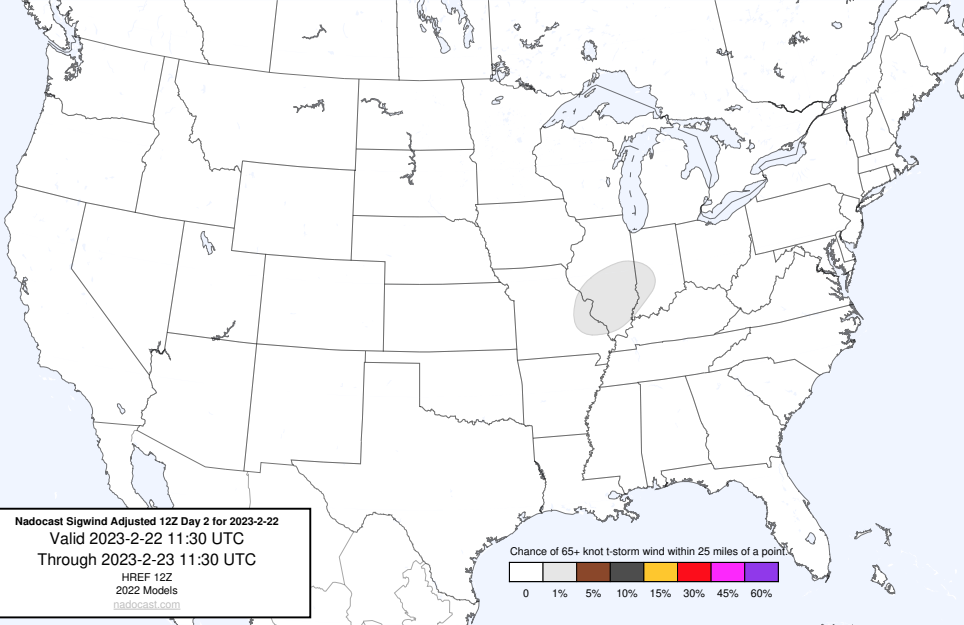 Nadocast Sigwind Adjusted 12Z Day 2 for 2023-2-22
Valid 2023-2-22 11:30 UTC
Through 2023-2-23 11:30 UTC
HREF 12Z
2022 Models
nadocast.com
Chance of 65+ knot t-storm wind within 25 miles of a point.
0 1% 5% 10% 15% 30% 45% 60%